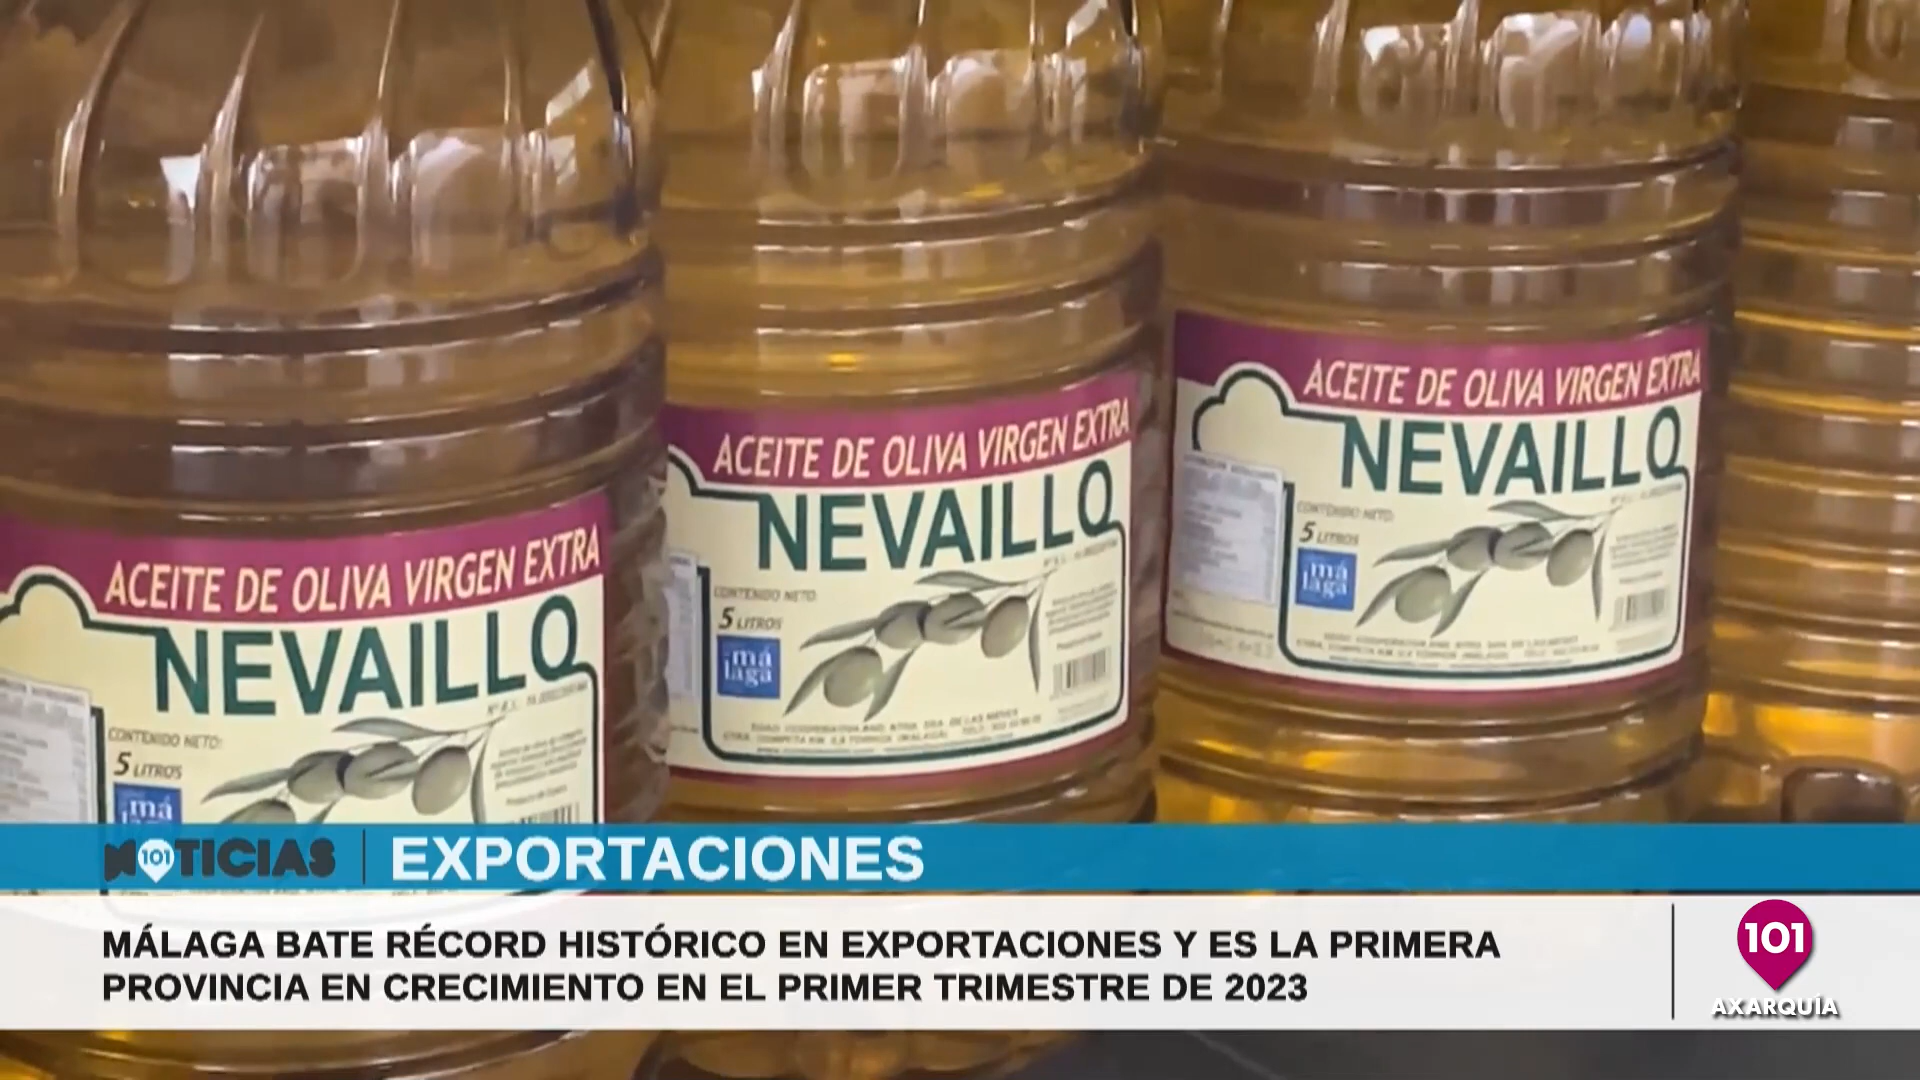 ACEITE DE OLIVA VIRGEN EXTRA
NEVAILLO
CONTENIDO NETO:
5 LITROS
má
ACEITE DE OLIVA VIRGEN EXTRA
NEVAILLO
CONTENIDO NETO:
5 LITROS
má
laga
ACEITE DE OLIVA VIRGEN EXTRA
NEVAILLO
CONTENIDO NETO:
5 LITROS
má
laga
NOTICIAS
101
EXPORTACIONES
MÁLAGA BATE RÉCORD HISTÓRICO EN EXPORTACIONES Y ES LA PRIMERA
PROVINCIA EN CRECIMIENTO EN EL PRIMER TRIMESTRE DE 2023
101
AXARQUÍA